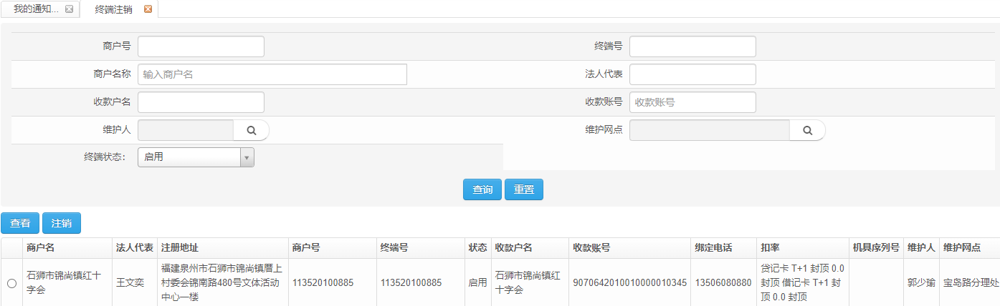 我的通知... 终端注销
商户号 终端号
商户名称 输入商户名 法人代表
收款户名 收款账号 收款账号
维护人 维护网点
终端状态: 启用
查询 重置
查看 注销
商户名 法人代表 注册地址 商户号 终端号 状态 收款户名 收款账号 绑定电话 扣率 机具序列号 维护人 维护网点
石狮市锦尚镇红十
字会
王文奕
福建泉州市石狮市锦尚镇厝上
村委会锦南路480号文体活动
中心一楼
113520100885
113520100885
启用
石狮市锦尚镇红
十字会
9070642010010000010345
13506080880
贷记卡 T+1 封顶 0.0
封顶 借记卡 T+1 封
顶 0.0 封顶
郭少瑜
宝岛路分理处